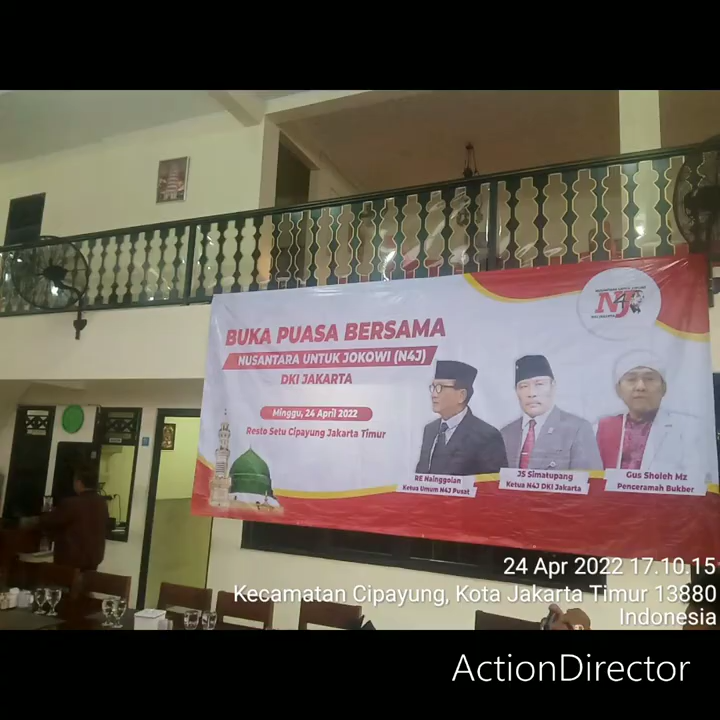 BUKA PUASA BERSAMA
NUSANTARA UNTUK JOKOWI (N4J)
DKI JAKARTA
Minggu, 24 April 2022
Resto Setu Cipayung Jakarta Timur
N4J
RE Nainggolan
Ketua Umum N4J Pusat
JS Simatupang
Ketua N4J DKI Jakarta
Gus Sholeh Mz
Penceramah Bukber
24 Apr 2022 17.10.15
Kecamatan Cipayung, Kota Jakarta Timur 13880
Indonesia
ActionDirector